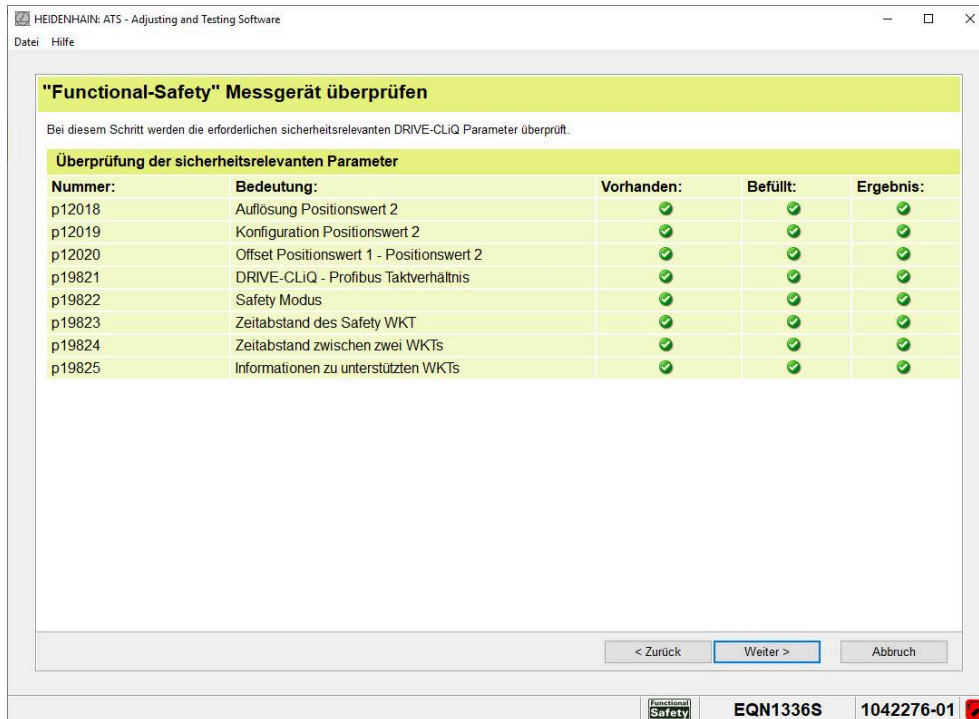 HEIDENHAIN: ATS - Adjusting and Testing Software
Datei Hilfe
"Functional-Safety" Messgerät überprüfen
Bei diesem Schritt werden die erforderlichen sicherheitsrelevanten DRIVE-CLiQ Parameter überprüft.
Überprüfung der sicherheitsrelevanten Parameter
Nummer: Bedeutung: Vorhanden: Befüllt: Ergebnis:
p12018 Auflösung Positionswert 2
p12019 Konfiguration Positionswert 2
p12020 Offset Positionswert 1 - Positionswert 2
p19821 DRIVE-CLiQ - Profibus Taktverhältnis
p19822 Safety Modus
p19823 Zeitabstand des Safety WKT
p19824 Zeitabstand zwischen zwei WKTs
p19825 Informationen zu unterstützten WKTs
< Zurück Weiter > Abbruch
Functional Safety EQN1336S 1042276-01